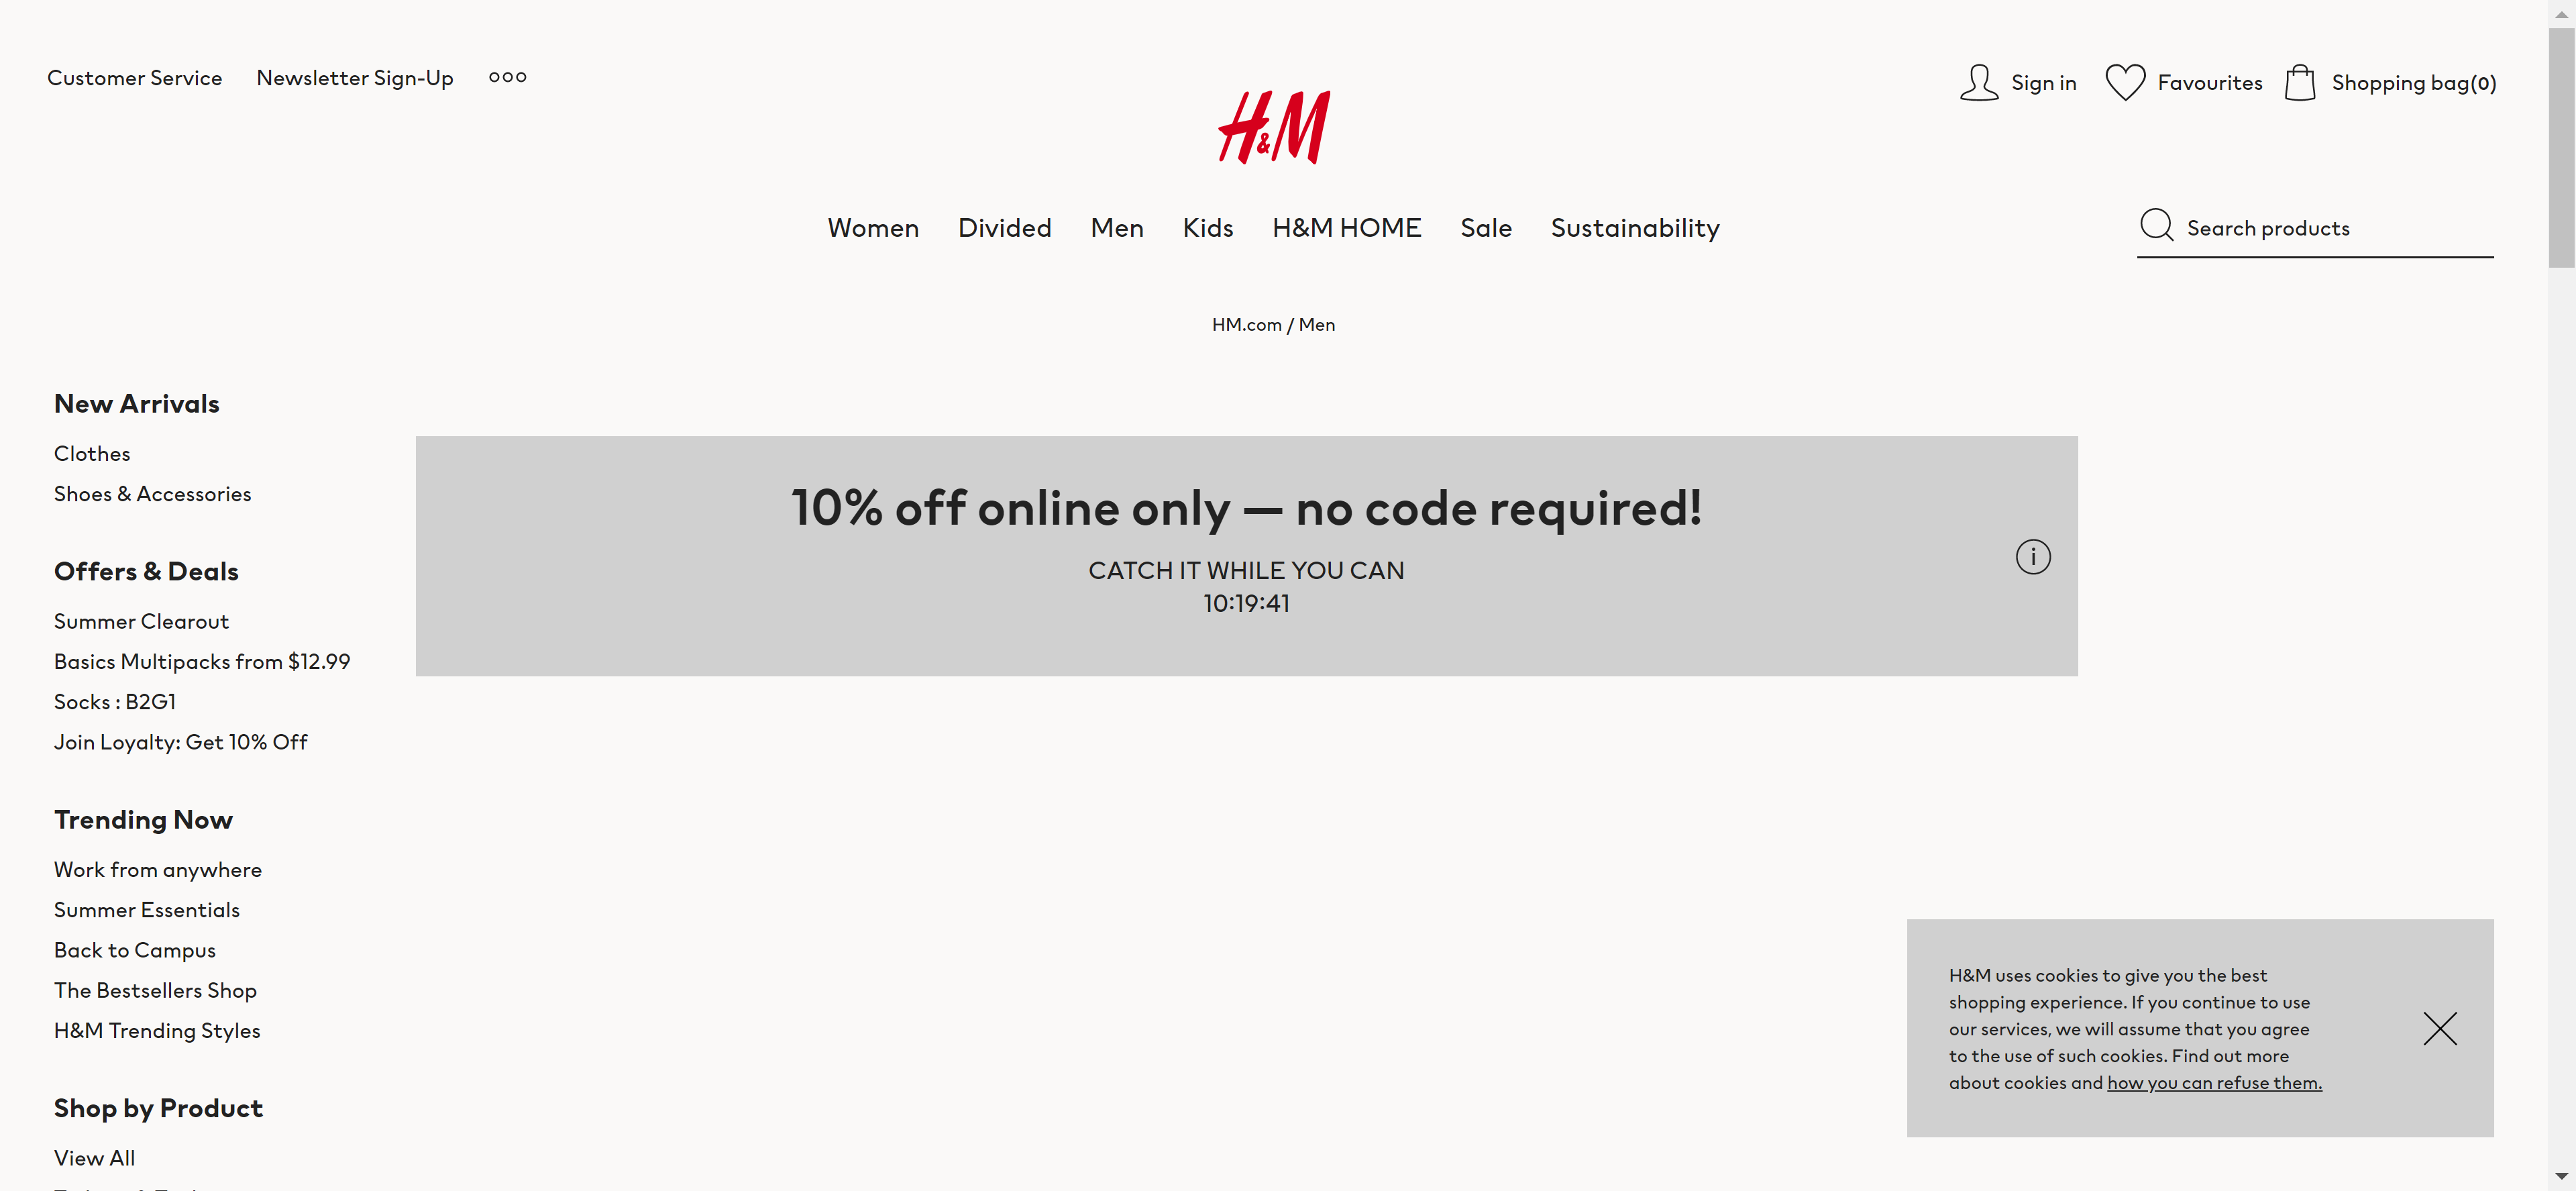 Customer Service
Newsletter Sign-Up
H&M
Sign in
Favourites
Shopping bag(0)
Women
Divided
Men
Kids
H&M HOME
Sale
Sustainability
Search products
HM.com / Men
New Arrivals
Clothes
Shoes & Accessories
Offers & Deals
Summer Clearout
Basics Multipacks from $12.99
Socks : B2G1
Join Loyalty: Get 10% Off
Trending Now
Work from anywhere
Summer Essentials
Back to Campus
The Bestsellers Shop
H&M Trending Styles
Shop by Product
View All
10% off online only — no code required!
CATCH IT WHILE YOU CAN
10:19:41
H&M uses cookies to give you the best
shopping experience. If you continue to use
our services, we will assume that you agree
to the use of such cookies. Find out more
about cookies and how you can refuse them.